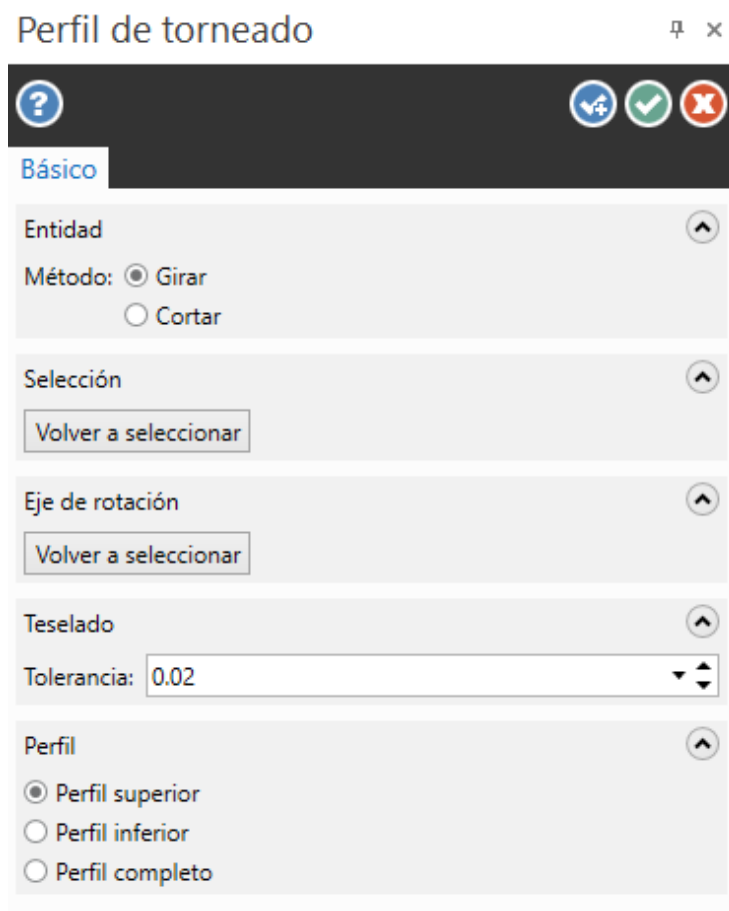 Perfil de torneado
Básico
Entidad
Método: Girar
Cortar
Selección
Volver a seleccionar
Eje de rotación
Volver a seleccionar
Teselado
Tolerancia: 0.02
Perfil
Perfil superior
Perfil inferior
Perfil completo